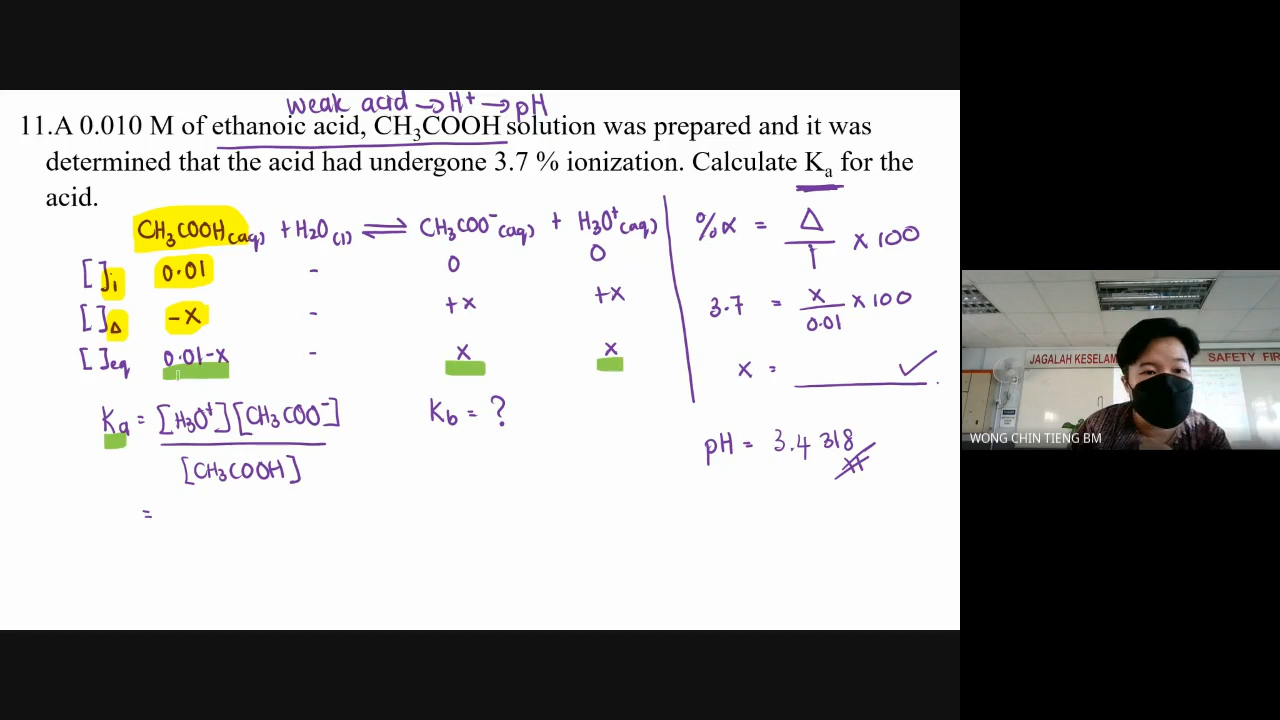 weak acid → H⁺ → pH
11.A 0.010 M of ethanoic acid, CH₃COOH solution was prepared and it was
determined that the acid had undergone 3.7 % ionization. Calculate Kₐ for the
acid.
CH₃COOH(aq) + H₂O(l) ⇌ CH₃COO⁻(aq) + H₃O⁺(aq)
[ ]i 0.01 - 0 0
[ ]Δ -x - +x +x
[ ]eq 0.01-x - x x
Ka = [H₃O⁺][CH₃COO⁻]
[CH₃COOH]
=
Kb = ?
%α = Δ/i x 100
3.7 = x/0.01 x 100
x =
pH = 3.4318
JAGALAH KESELAM
SAFETY FIR
WONG CHIN TIENG BM